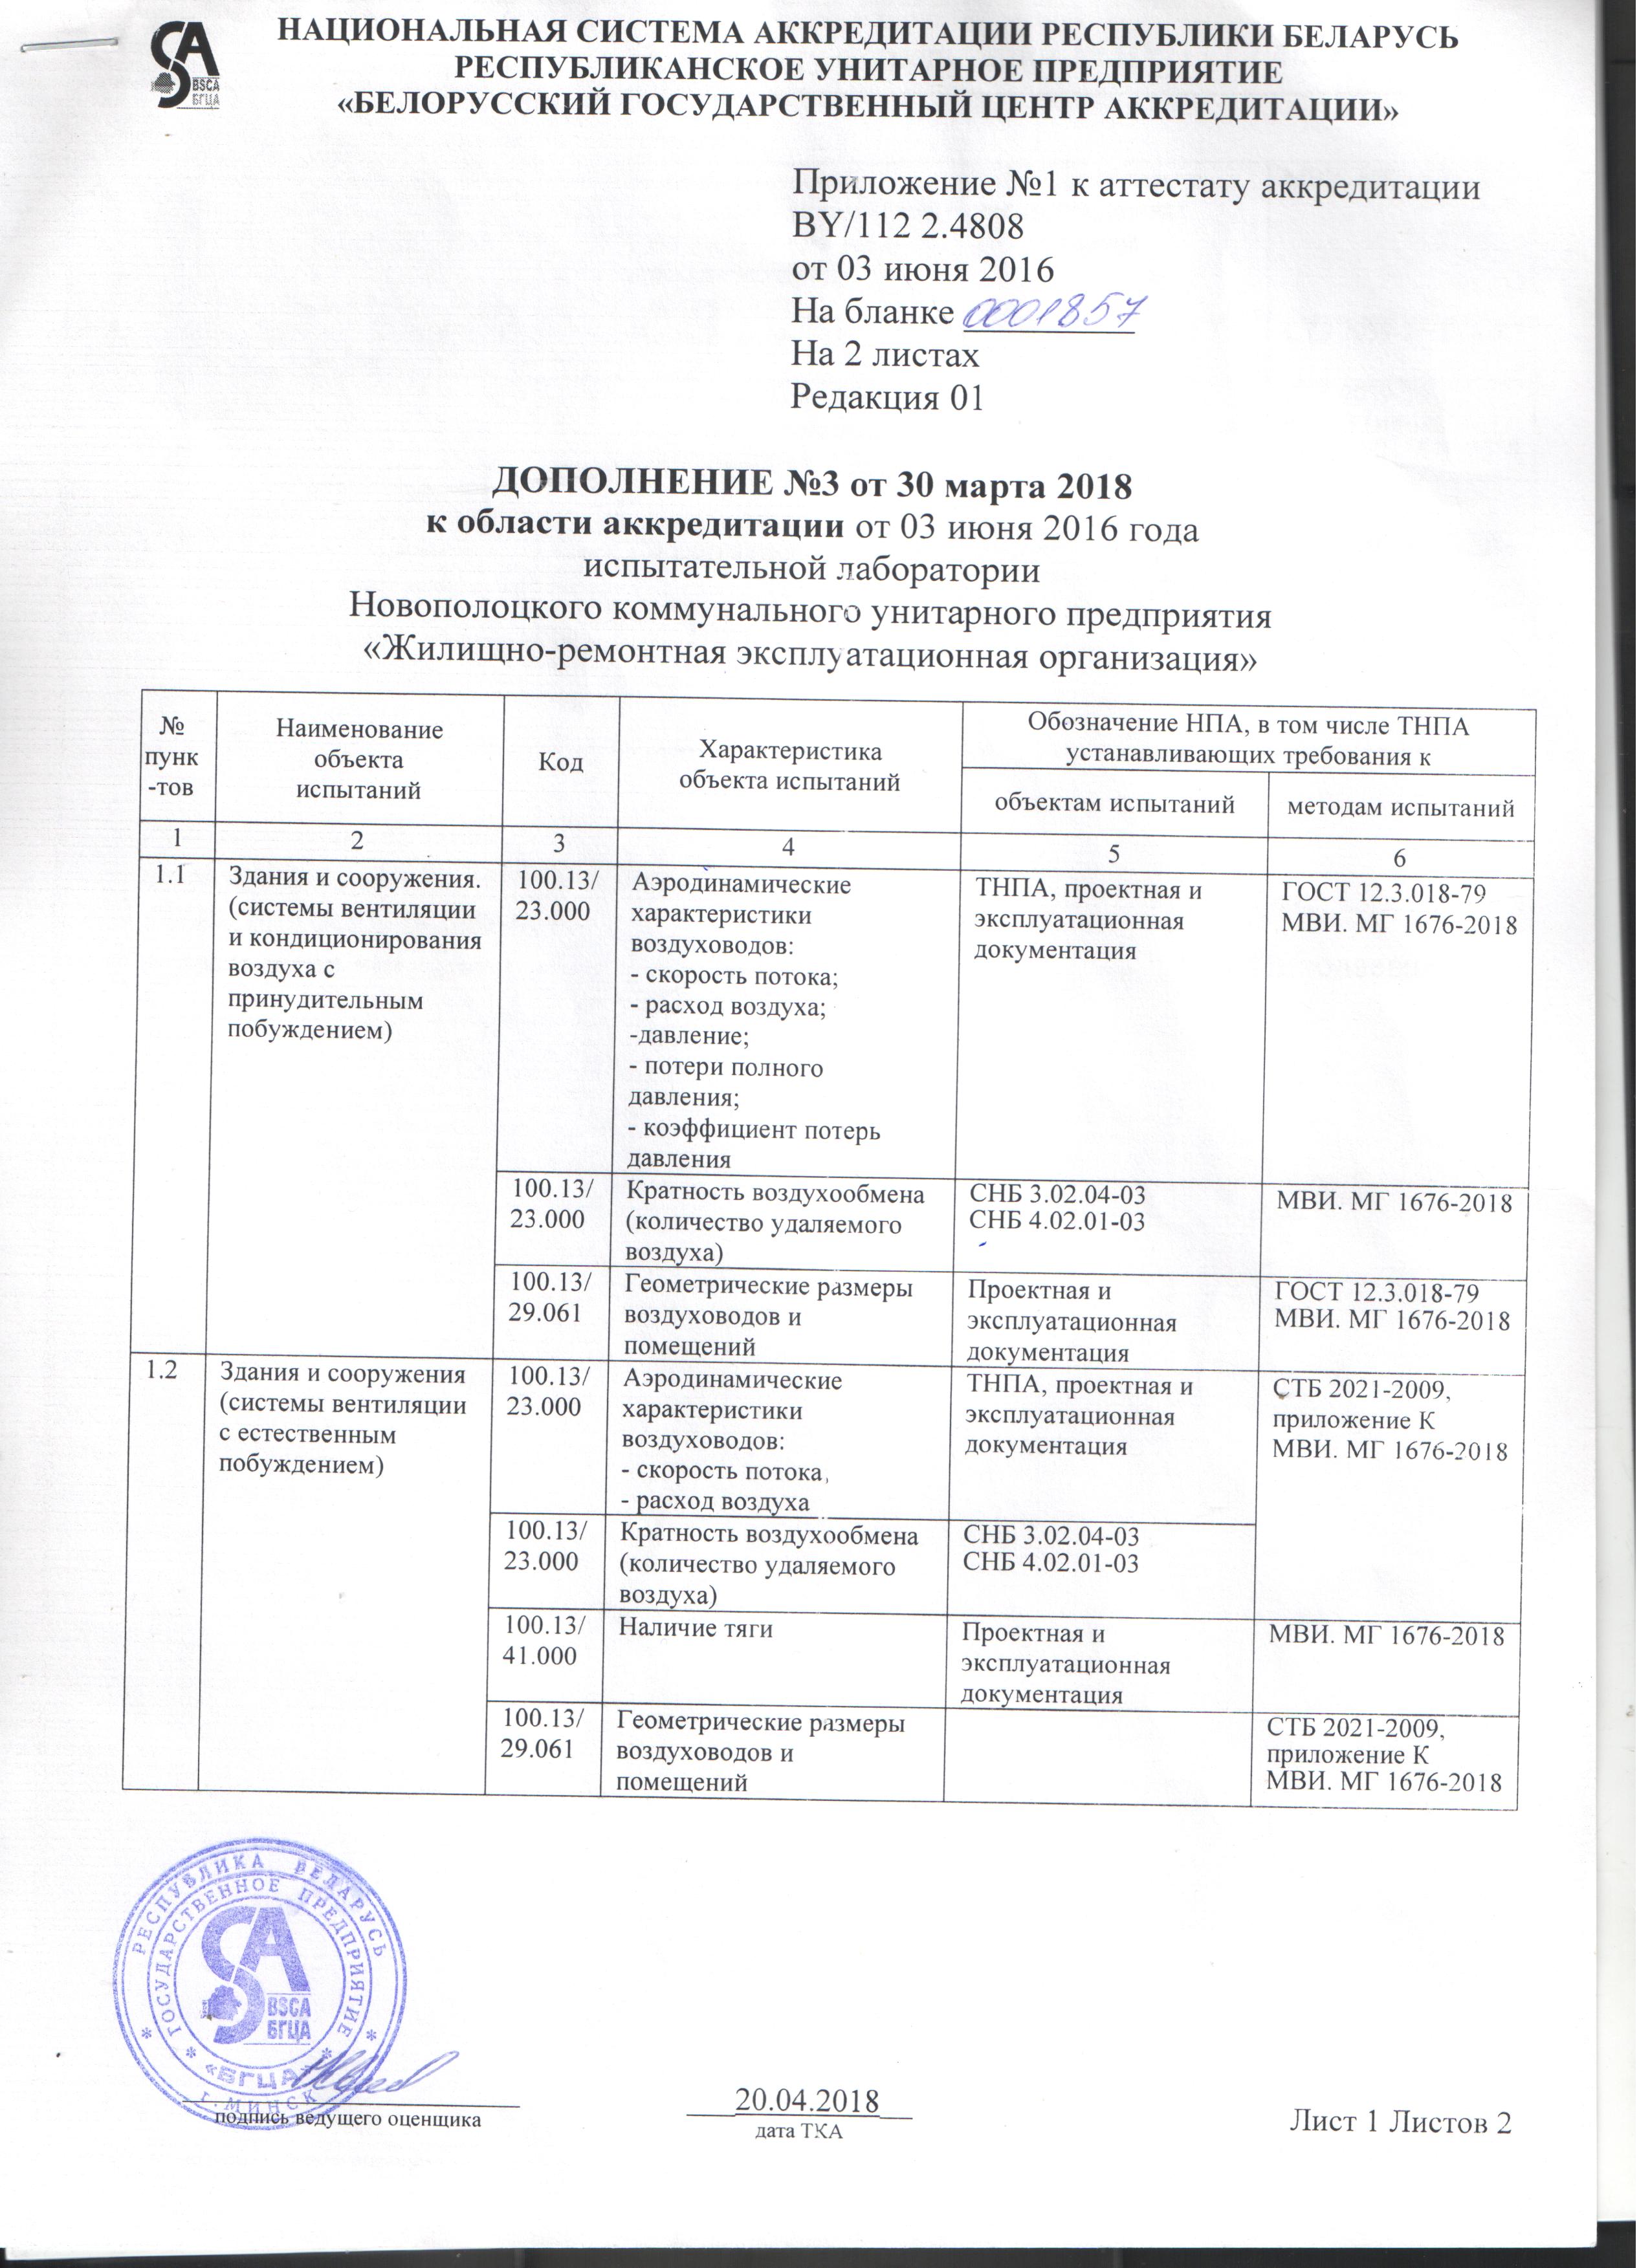 НАЦИОНАЛЬНАЯ СИСТЕМА АККРЕДИТАЦИИ РЕСПУБЛИКИ БЕЛАРУСЬ
РЕСПУБЛИКАНСКОЕ УНИТАРНОЕ ПРЕДПРИЯТИЕ
«БЕЛОРУССКИЙ ГОСУДАРСТВЕННЫЙ ЦЕНТР АККРЕДИТАЦИИ»
BSCA
БГЦА
Приложение №1 к аттестату аккредитации
BY/112 2.4808
от 03 июня 2016
На бланке 0001857
На 2 листах
Редакция 01
ДОПОЛНЕНИЕ №3 от 30 марта 2018
к области аккредитации от 03 июня 2016 года
испытательной лаборатории
Новополоцкого коммунального унитарного предприятия
«Жилищно-ремонтная эксплуатационная организация»
№
пунк
-тов
Наименование
объекта
испытаний
Код
Характеристика
объекта испытаний
Обозначение НПА, в том числе ТНПА
устанавливающих требования к
объектам испытаний
методам испытаний
1 2 3 4 5 6
1.1
Здания и сооружения.
(системы вентиляции
и кондиционирования
воздуха с
принудительным
побуждением)
100.13/
23.000
Аэродинамические
характеристики
воздуховодов:
- скорость потока;
- расход воздуха;
-давление;
- потери полного
давления;
- коэффициент потерь
давления
ТНПА, проектная и
эксплуатационная
документация
ГОСТ 12.3.018-79
МВИ. МГ 1676-2018
100.13/
23.000
Кратность воздухообмена
(количество удаляемого
воздуха)
СНБ 3.02.04-03
СНБ 4.02.01-03
МВИ. МГ 1676-2018
100.13/
29.061
Геометрические размеры
воздуховодов и
помещений
Проектная и
эксплуатационная
документация
ГОСТ 12.3.018-79
МВИ. МГ 1676-2018
1.2
Здания и сооружения
(системы вентиляции
с естественным
побуждением)
100.13/
23.000
Аэродинамические
характеристики
воздуховодов:
- скорость потока,
- расход воздуха
ТНПА, проектная и
эксплуатационная
документация
СТБ 2021-2009,
приложение К
МВИ. МГ 1676-2018
100.13/
23.000
Кратность воздухообмена
(количество удаляемого
воздуха)
СНБ 3.02.04-03
СНБ 4.02.01-03
100.13/
41.000
Наличие тяги
Проектная и
эксплуатационная
документация
МВИ. МГ 1676-2018
100.13/
29.061
Геометрические размеры
воздуховодов и
помещений
СТБ 2021-2009,
приложение К
МВИ. МГ 1676-2018
РЕСПУБЛИКА БЕЛАРУСЬ
ГОСУДАРСТВЕННОЕ ПРЕДПРИЯТИЕ
BSCA
БГЦА
«БГЦА»
г.МИНСК
подпись ведущего оценщика
20.04.2018
дата ТКА
Лист 1 Листов 2